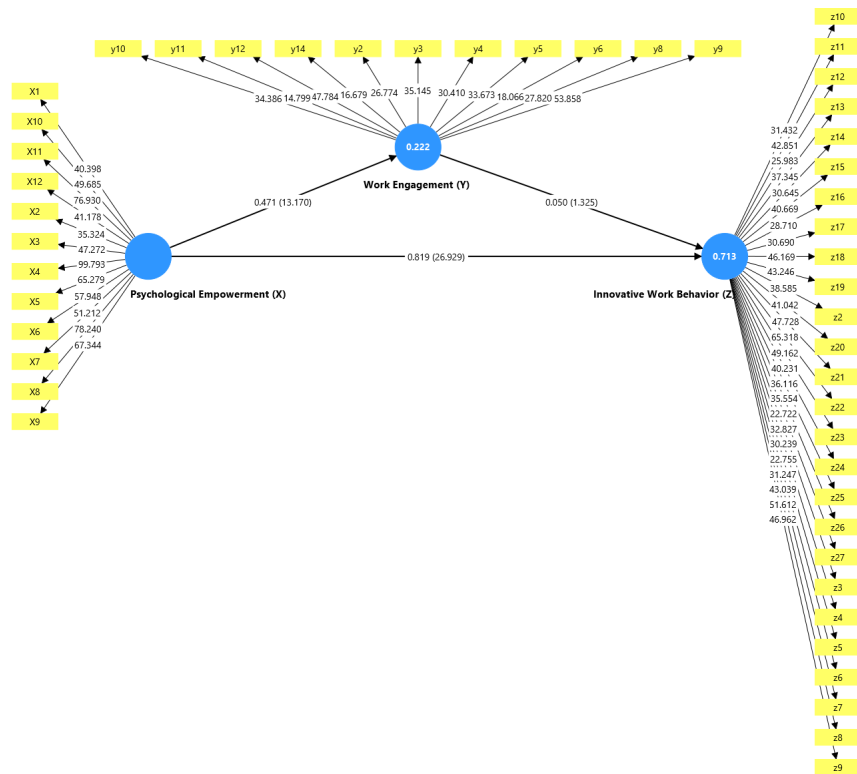 z10
y10 y11 y12 y14 y2 y3 y4 y5 y6 y8 y9
z11
z12
X1
34.386 14.799 47.784 16.679 26.774 35.145 30.410 33.673 18.066 27.820 53.858
z13
X10
31.432
z14
42.851
0.222
X11
25.983
z15
40.398
37.345
X12
49.685
Work Engagement (Y)
30.645
z16
76.930
40.669
0.471 (13.170)
0.050 (1.325)
X2
41.178
28.710
z17
35.324
30.690
X3
47.272
0.819 (26.929)
0.713
46.169
z18
X4
99.793
43.246
65.279
z19
X5
Psychological Empowerment (X)
Innovative Work Behavior (Z)
38.585
57.948
41.042
z2
X6
51.212
47.728
78.240
65.318
z20
67.344
49.162
X7
40.231
z21
X8
36.116
35.554
z22
X9
22.722
32.827
z23
30.239
22.755
z24
31.247
43.039
z25
51.612
46.962
z26
z27
z3
z4
z5
z6
z7
z8
z9